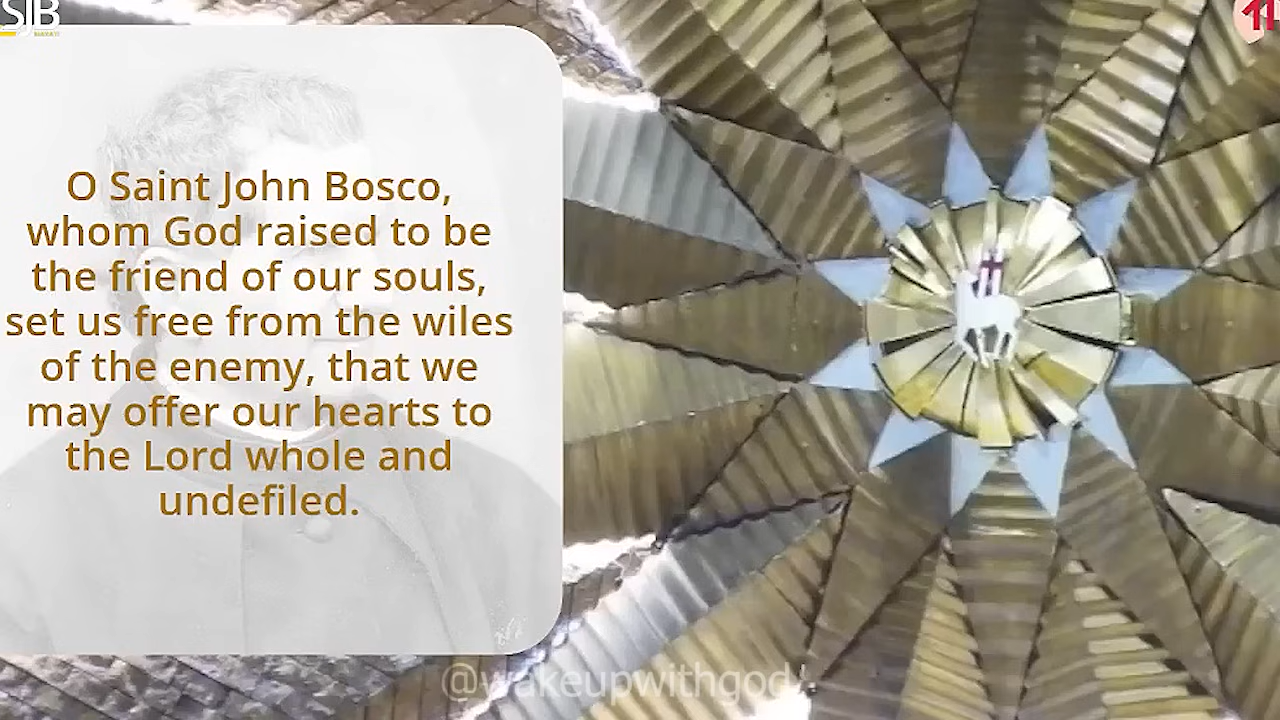 SJB
MAKATI
O Saint John Bosco,
whom God raised to be
the friend of our souls,
set us free from the wiles
of the enemy, that we
may offer our hearts to
the Lord whole and
undefiled.
@wakeupwithgod